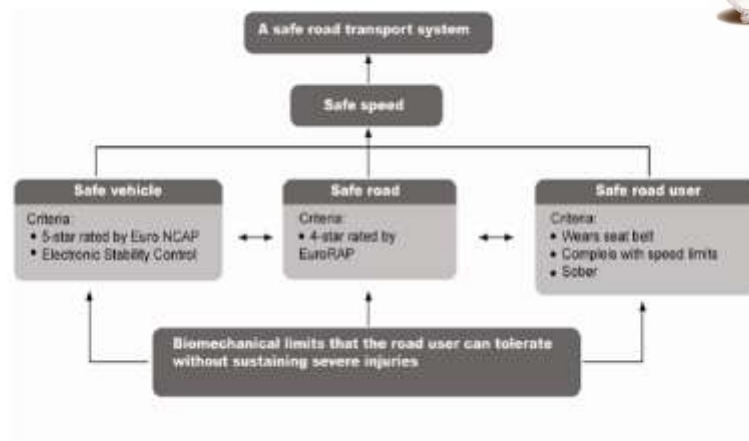 A safe road transport system
Safe speed
Safe vehicle
Criteria:
• 5-star rated by Euro NCAP
• Electronic Stability Control
Safe road
Criteria:
• 4-star rated by
EuroRAP
Safe road user
Criteria:
• Wears seat belt
• Compleis with speed limits
• Sober
Biomechanical limits that the road user can tolerate
without sustaining severe injuries